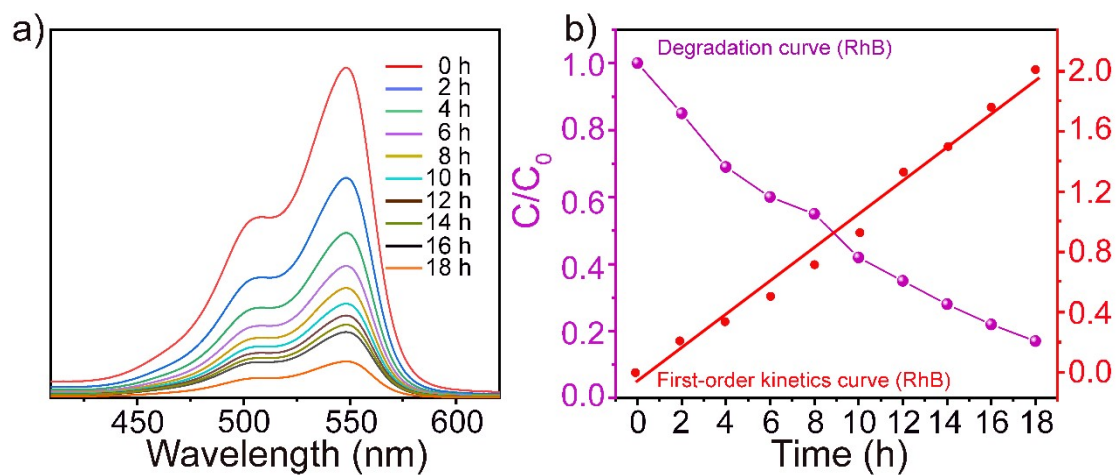 a)
0 h
2 h
4 h
6 h
8 h
10 h
12 h
14 h
16 h
18 h
450 500 550 600
Wavelength (nm)
b)
Degradation curve (RhB)
1.0
0.8
0.6
0.4
0.2
0.0
C/C0
2.0
1.6
1.2
0.8
0.4
0.0
First-order kinetics curve (RhB)
0 2 4 6 8 10 12 14 16 18
Time (h)